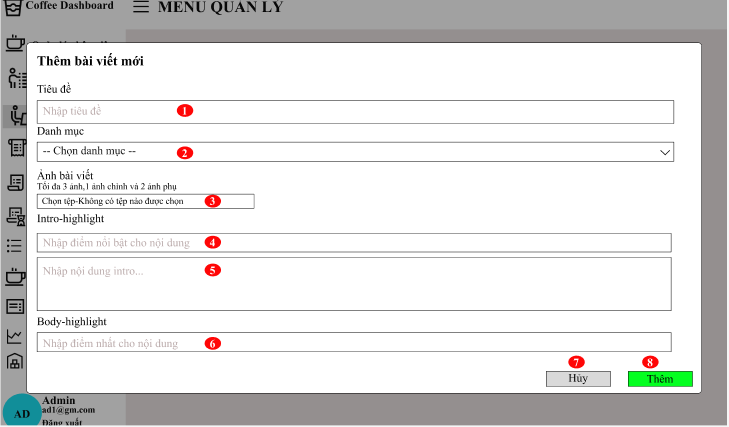 Coffee Dashboard
MENU QUẢN LÝ
Thêm bài viết mới
Tiêu đề
Nhập tiêu đề
1
Danh mục
-- Chọn danh mục --
2
Ảnh bài viết
Tối đa 3 ảnh,1 ảnh chính và 2 ảnh phụ
Chọn tệp-Không có tệp nào được chọn
3
Intro-highlight
Nhập điểm nổi bật cho nội dung
4
Nhập nội dung intro...
5
Body-highlight
Nhập điểm nhất cho nội dung
6
7
8
Hủy
Thêm
AD
Admin
ad1@gm.com
Đăng xuất